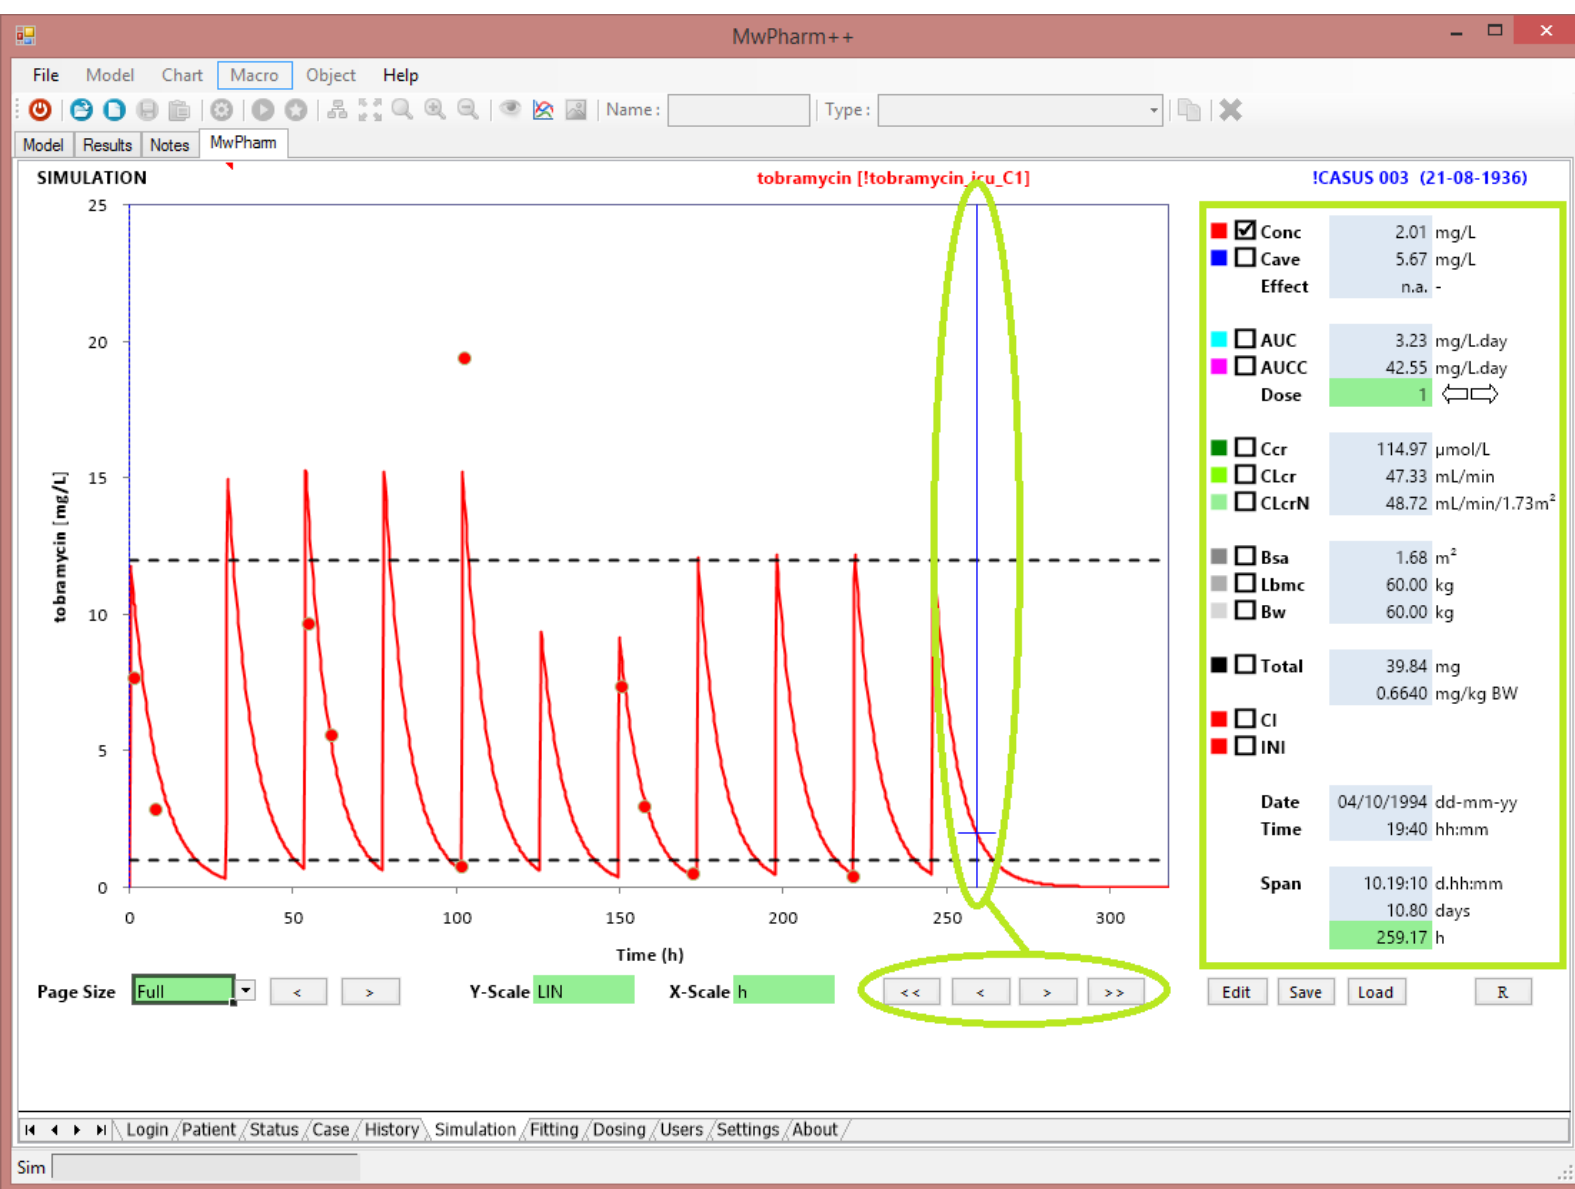 MwPharm++
File Model Chart Macro Object Help
Name: Type:
Model Results Notes MwPharm
SIMULATION tobramycin [!tobramycin_icu_C1] !CASUS 003 (21-08-1936)
25
20
15
10
5
0
tobramycin [mg/L]
0 50 100 150 200 250 300
Time (h)
Conc 2.01 mg/L
Cave 5.67 mg/L
Effect n.a. -
AUC 3.23 mg/L.day
AUCC 42.55 mg/L.day
Dose 1
Ccr 114.97 µmol/L
CLcr 47.33 mL/min
CLcrN 48.72 mL/min/1.73m²
Bsa 1.68 m²
Lbmc 60.00 kg
Bw 60.00 kg
Total 39.84 mg
0.6640 mg/kg BW
CI
INI
Date 04/10/1994 dd-mm-yy
Time 19:40 hh:mm
Span 10.19:10 d.hh:mm
10.80 days
259.17 h
Page Size Full < > Y-Scale LIN X-Scale h << < > >> Edit Save Load R
Login Patient Status Case History Simulation Fitting Dosing Users Settings About
Sim